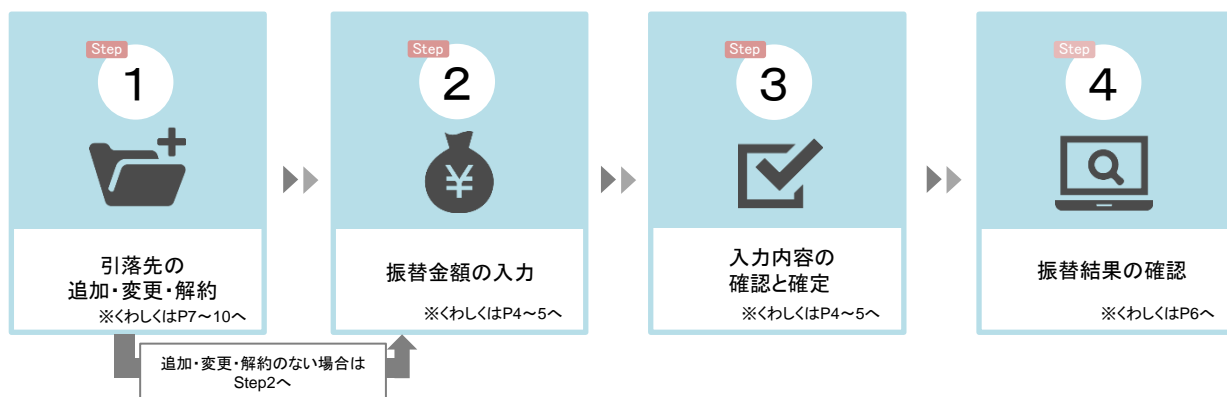 Step
1
引落先の
追加・変更・解約
※くわしくはP7～10へ
Step
2
¥
振替金額の入力
※くわしくはP4～5へ
Step
3
入力内容の
確認と確定
※くわしくはP4～5へ
Step
4
振替結果の確認
※くわしくはP6へ
追加・変更・解約のない場合は
Step2へ